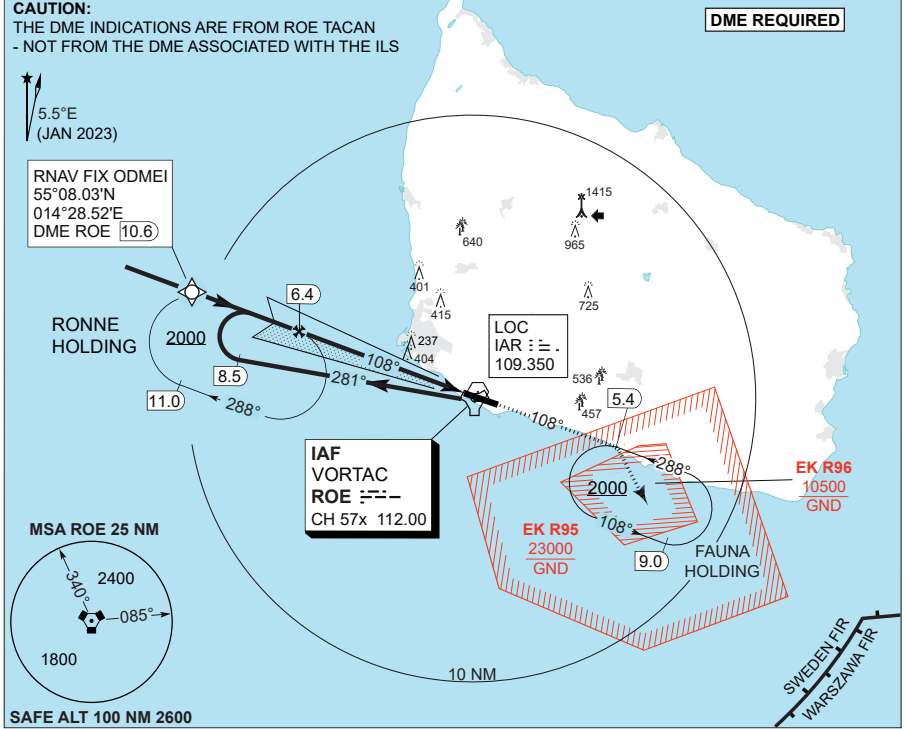 CAUTION:
THE DME INDICATIONS ARE FROM ROE TACAN
- NOT FROM THE DME ASSOCIATED WITH THE ILS
DME REQUIRED
5.5°E
(JAN 2023)
RNAV FIX ODMEI
55°08.03'N
014°28.52'E
DME ROE 10.6
1415
640
965
401
415
725
6.4
RONNE
HOLDING
2000
237
404
LOC
IAR
109.350
108°
281°
8.5
11.0
288°
536
457
5.4
108°
IAF
VORTAC
ROE
CH 57x 112.00
288°
2000
108°
EK R96
10500
GND
EK R95
23000
GND
9.0
FAUNA
HOLDING
MSA ROE 25 NM
340°
2400
085°
1800
10 NM
SWEDEN FIR
WARSZAWA FIR
SAFE ALT 100 NM 2600